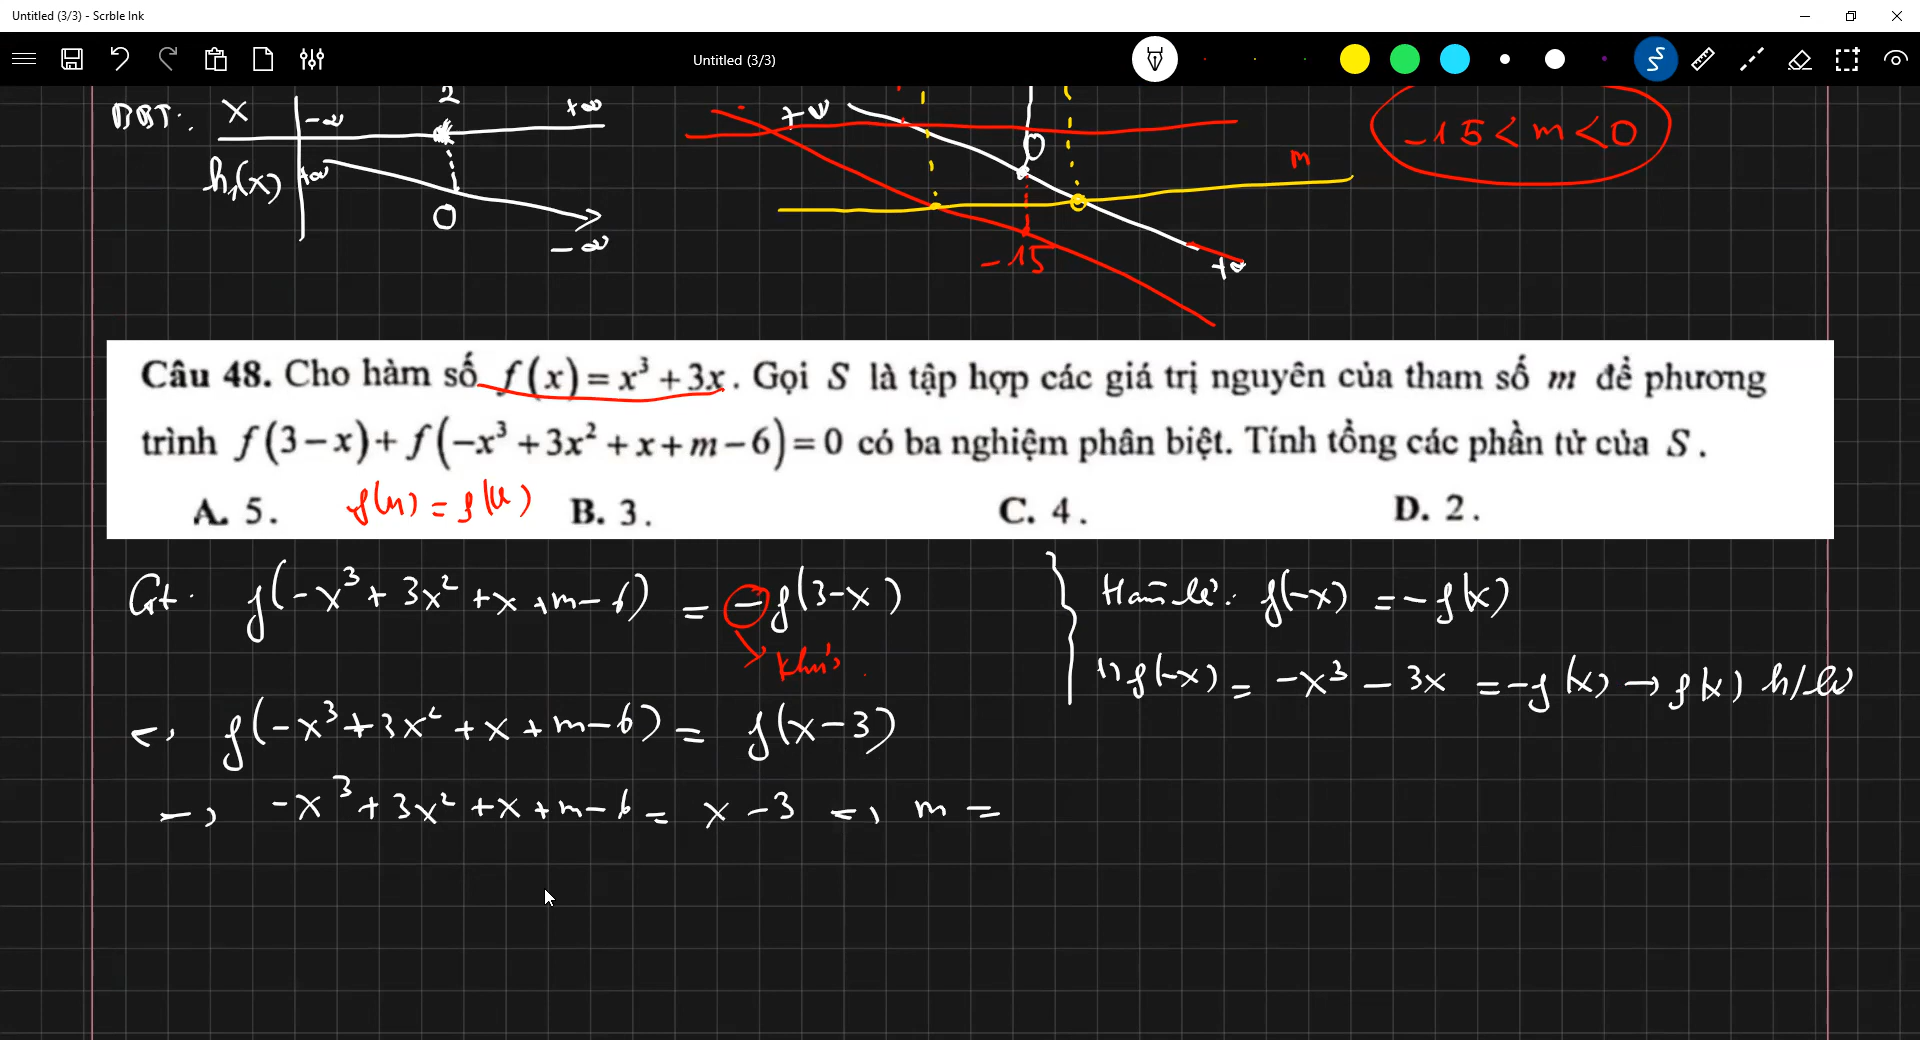 Untitled (3/3) - Scrble Ink
Untitled (3/3)
BBT: x -∞ 2 +∞
h₁(x) +∞ 0 -∞
+∞ 0 m
-15 +∞
-15 < m < 0
Câu 48. Cho hàm số f(x) = x³ + 3x. Gọi S là tập hợp các giá trị nguyên của tham số m để phương
trình f(3-x) + f(-x³ + 3x² + x + m - 6) = 0 có ba nghiệm phân biệt. Tính tổng các phần tử của S.
A. 5. f(u) = f(v) B. 3. C. 4. D. 2.
Gt: f(-x³ + 3x² + x + m - 6) = -f(3-x)
khử
Hàm lẻ: f(-x) = -f(x)
f(-x) = -x³ - 3x = -f(x) → f(x) h/lẻ
f(-x³ + 3x² + x + m - 6) = f(x-3)
-x³ + 3x² + x + m - 6 = x - 3 m =